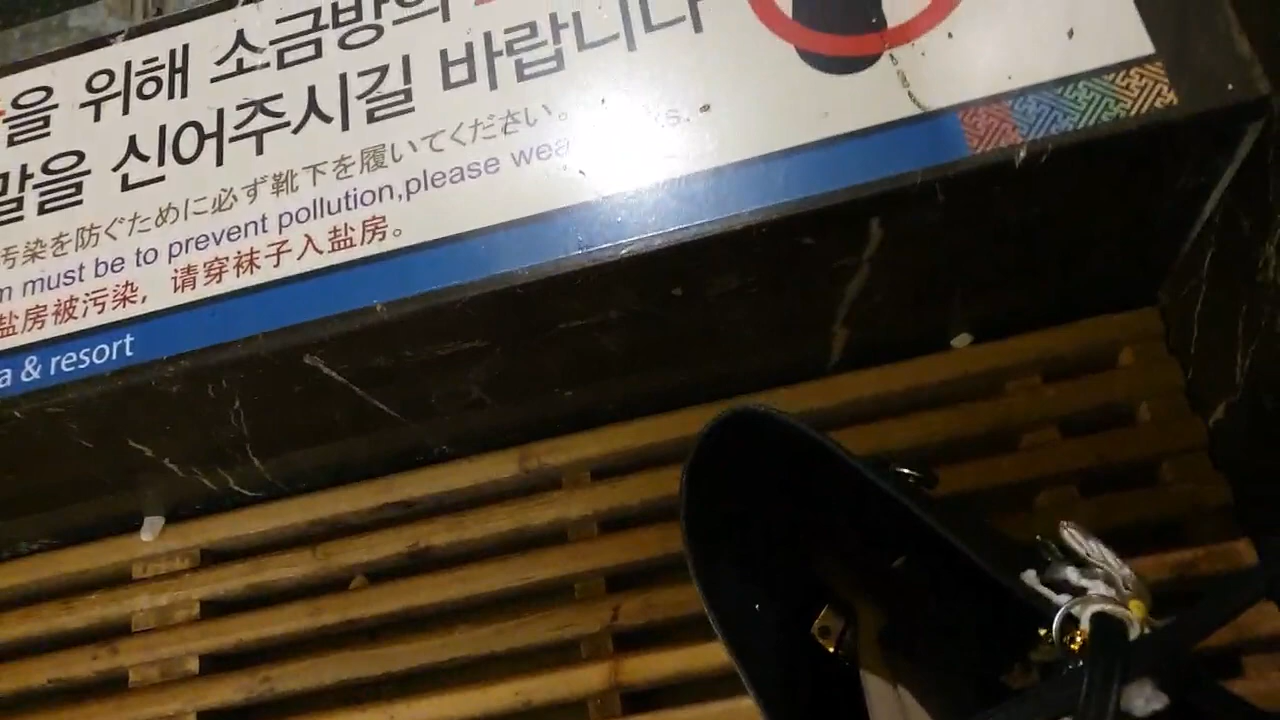 을 위해 소금방의
말을 신어주시길 바랍니다
汚染を防ぐために必ず靴下を履いてください。
must be to prevent pollution,please
盐房被污染，请穿袜子入盐房。
& resort